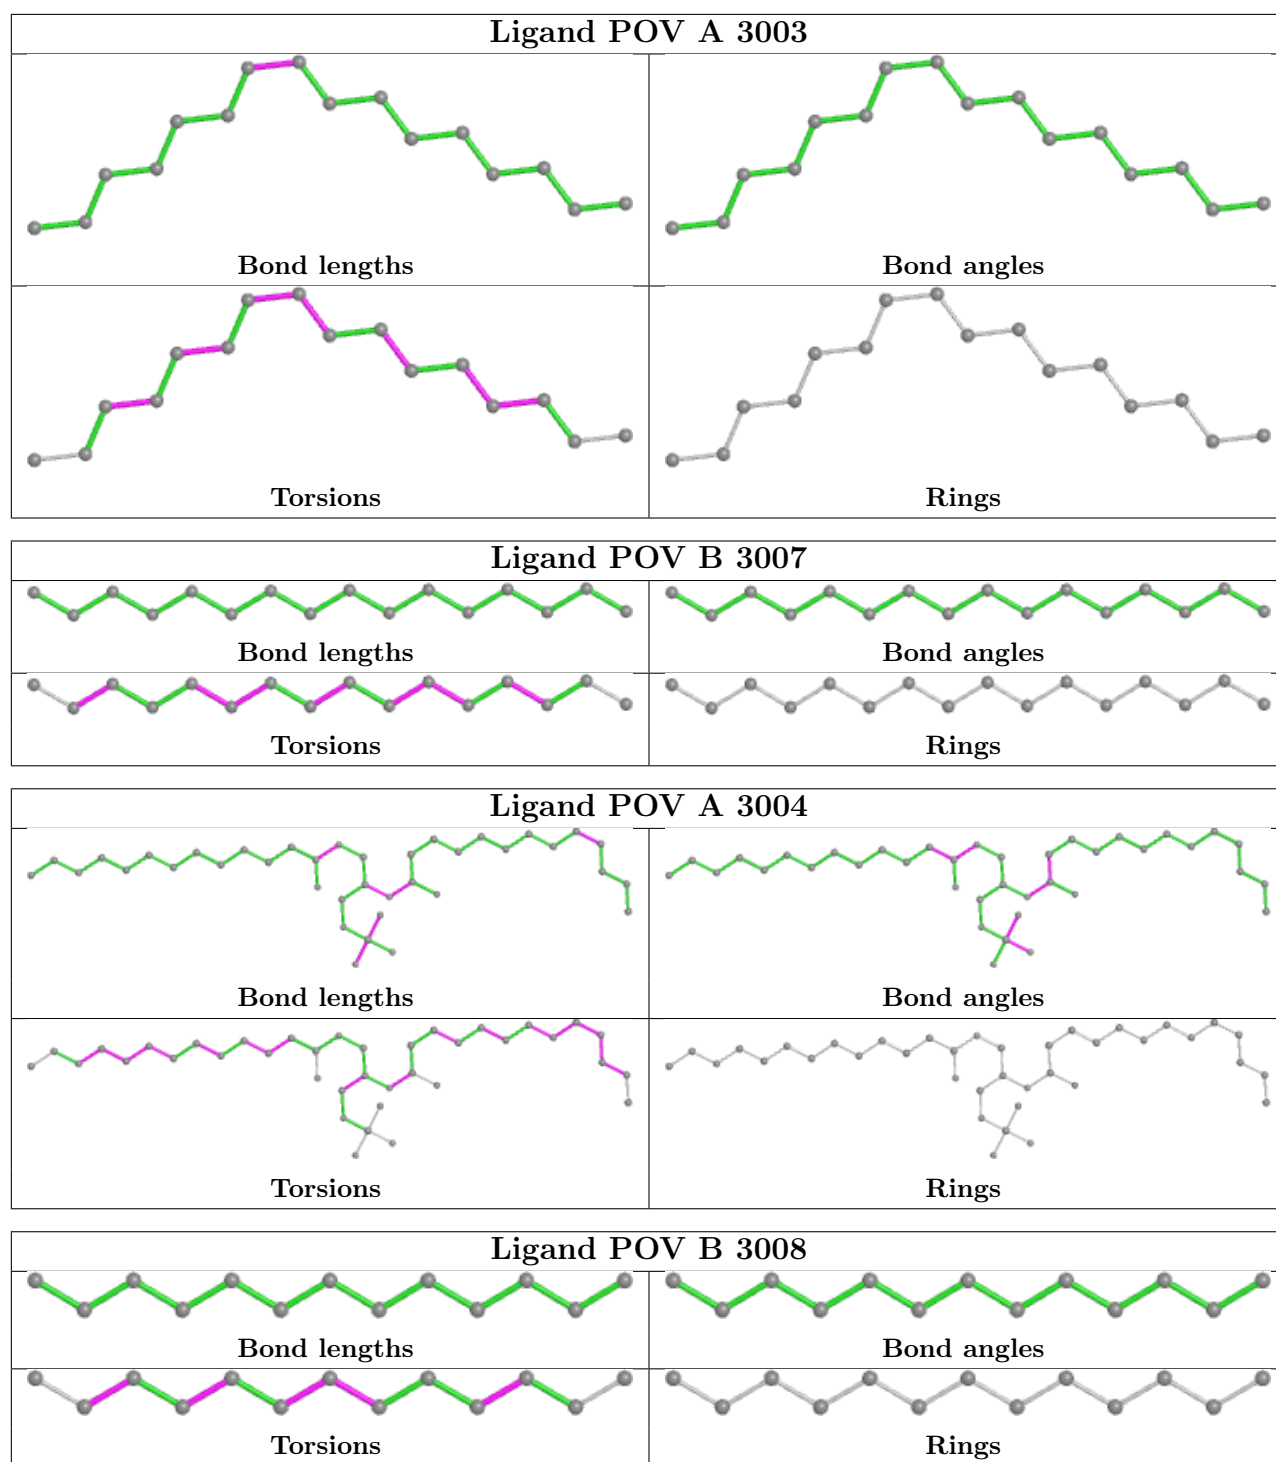 Ligand POV A 3003
Bond lengths
Bond angles
Torsions
Rings
Ligand POV B 3007
Bond lengths
Bond angles
Torsions
Rings
Ligand POV A 3004
Bond lengths
Bond angles
Torsions
Rings
Ligand POV B 3008
Bond lengths
Bond angles
Torsions
Rings